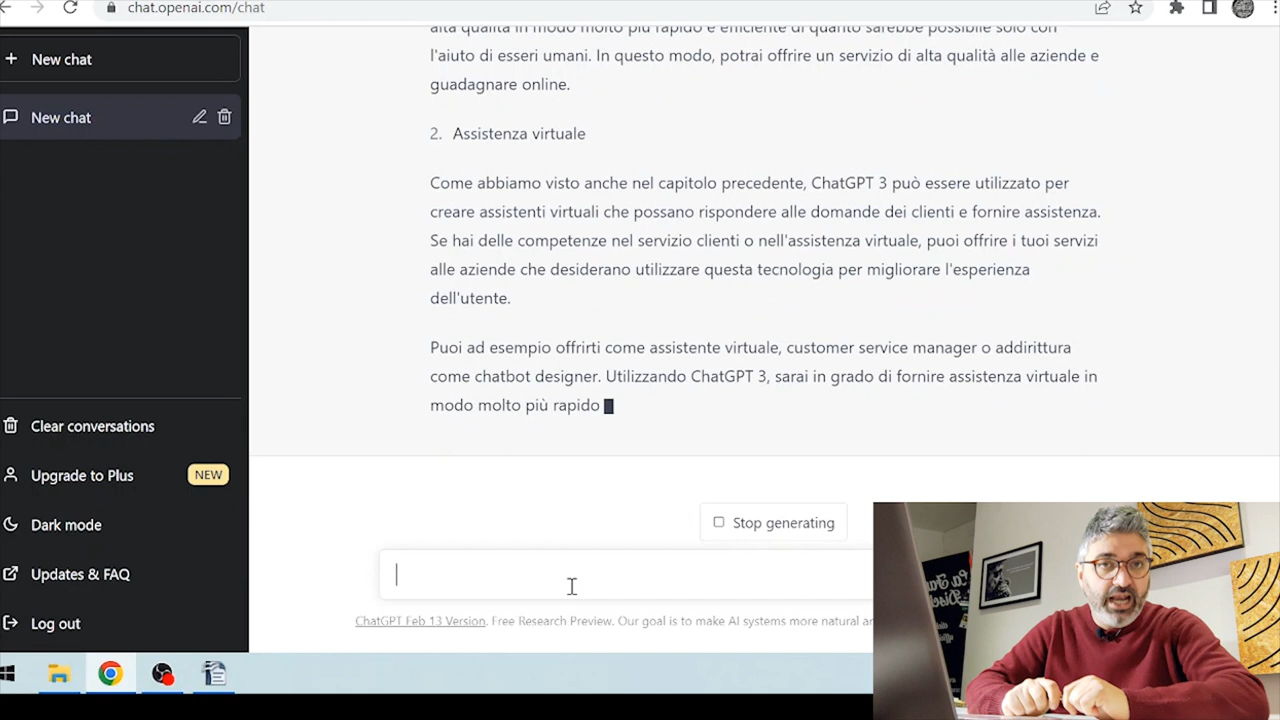 chat.openai.com/chat
New chat
New chat
Clear conversations
Upgrade to Plus
NEW
Dark mode
Updates & FAQ
Log out
alta qualità in modo molto più rapido e efficiente di quanto sarebbe possibile solo con
l'aiuto di esseri umani. In questo modo, potrai offrire un servizio di alta qualità alle aziende e
guadagnare online.
2. Assistenza virtuale
Come abbiamo visto anche nel capitolo precedente, ChatGPT 3 può essere utilizzato per
creare assistenti virtuali che possano rispondere alle domande dei clienti e fornire assistenza.
Se hai delle competenze nel servizio clienti o nell'assistenza virtuale, puoi offrire i tuoi servizi
alle aziende che desiderano utilizzare questa tecnologia per migliorare l'esperienza
dell'utente.
Puoi ad esempio offrirti come assistente virtuale, customer service manager o addirittura
come chatbot designer. Utilizzando ChatGPT 3, sarai in grado di fornire assistenza virtuale in
modo molto più rapido
Stop generating
ChatGPT Feb 13 Version. Free Research Preview. Our goal is to make AI systems more natural